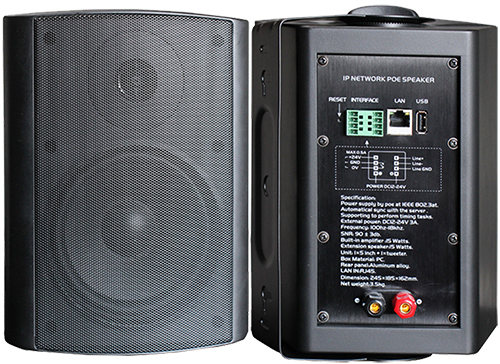 IP NETWORK POE SPEAKER
RESET INTERFACE LAN USB
MAX 0.5A
+24V Line+
GND Line-
0V Line GND
POWER DC12-24V
Specification:
Power supply by poe at IEEE 802.3at.
Automatical sync with the server.
Supporting to perform timing tasks.
External power: DC12-24V 3A.
Frequency: 100hz-18khz.
SNR: 90 ± 3db.
Built-in amplifier: 15 Watts.
Extension speaker:15 Watts.
Unit: 1×5 inch + 1×tweeter.
Box Material: PC.
Rear panel:Aluminum alloy.
LAN IN:RJ45.
Dimension: 245×185×162mm.
Net weight:3.5kg